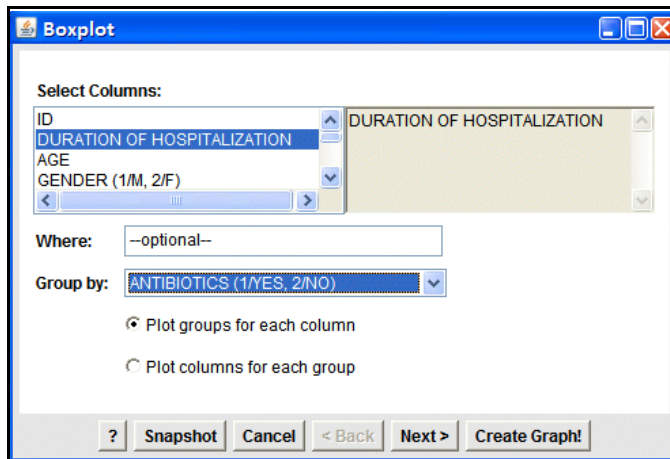 Boxplot
Select Columns:
ID
DURATION OF HOSPITALIZATION
AGE
GENDER (1/M, 2/F)
DURATION OF HOSPITALIZATION
Where: --optional--
Group by: ANTIBIOTICS (1/YES, 2/NO)
Plot groups for each column
Plot columns for each group
? Snapshot Cancel < Back Next > Create Graph!